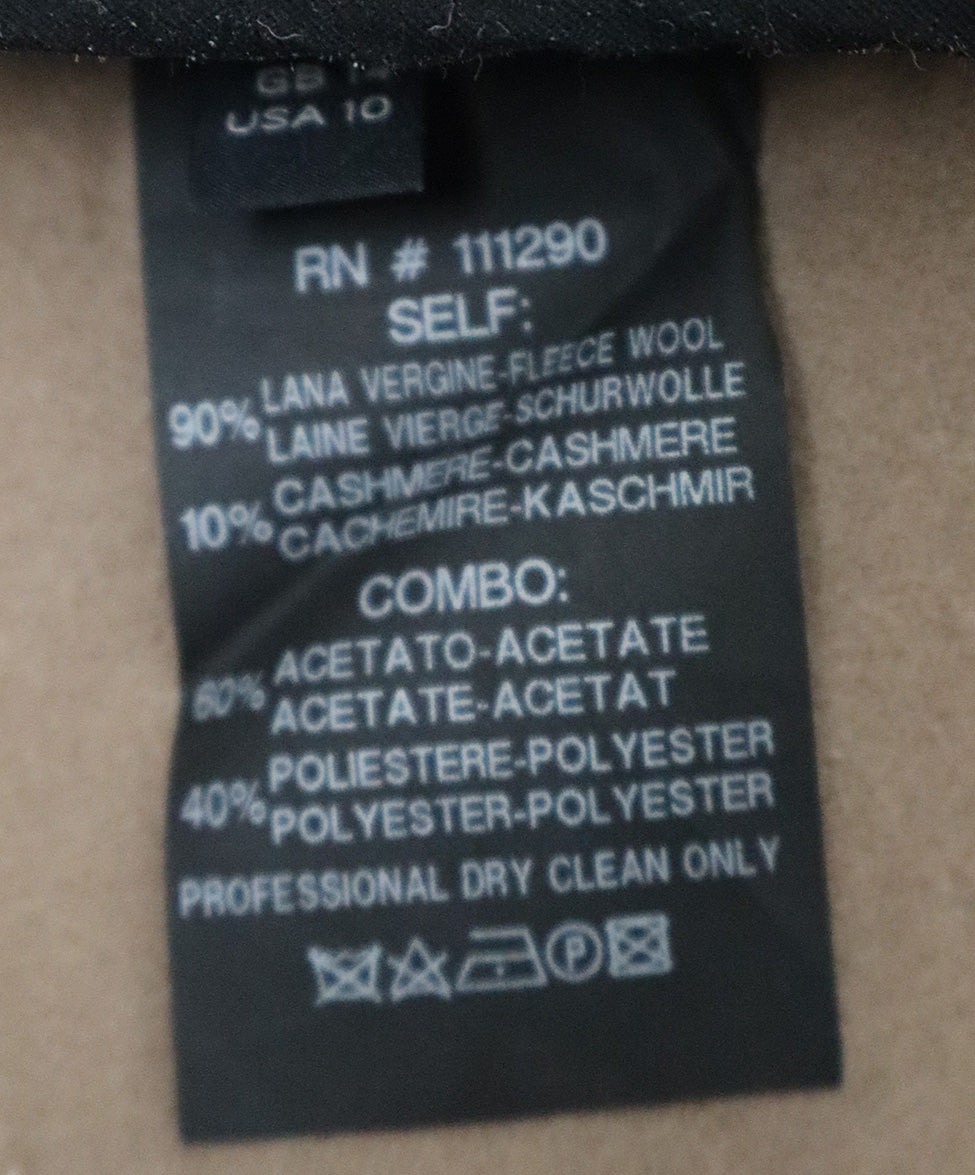 GB 14
USA 10
RN # 111290
SELF:
90% LANA VERGINE-FLEECE WOOL
LAINE VIERGE-SCHURWOLLE
10% CASHMERE-CASHMERE
CACHEMIRE-KASCHMIR
COMBO:
60% ACETATO-ACETATE
ACETATE-ACETAT
40% POLIESTERE-POLYESTER
POLYESTER-POLYESTER
PROFESSIONAL DRY CLEAN ONLY
P